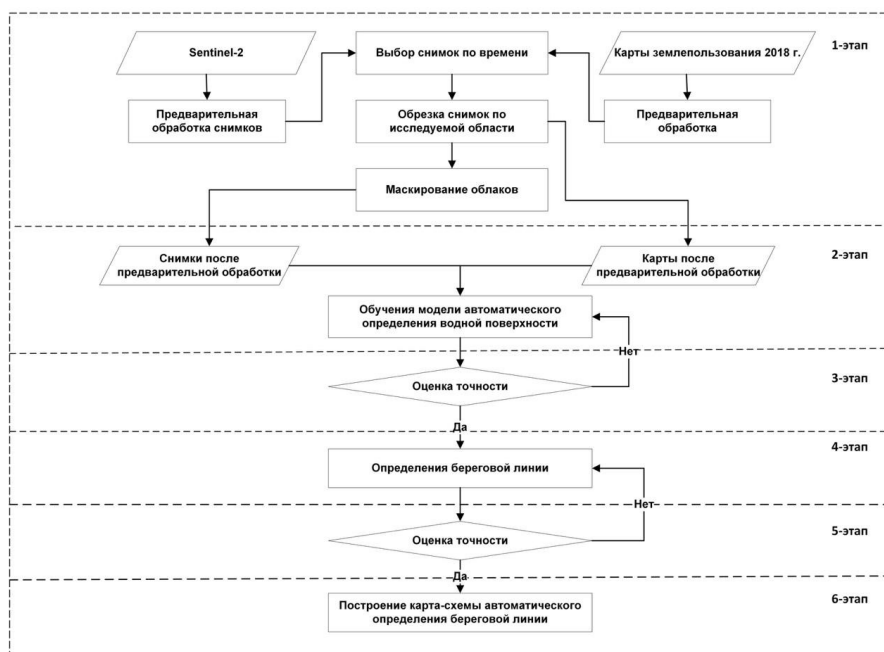 Sentinel-2
Выбор снимок по времени
Карты землепользования 2018 г.
1-этап
Предварительная
обработка снимков
Обрезка снимок по
исследуемой области
Предварительная
обработка
Маскирование облаков
Снимки после
предварительной обработки
Карты после
предварительной обработки
2-этап
Обучения модели автоматического
определения водной поверхности
Нет
Оценка точности
3-этап
Да
4-этап
Определения береговой линии
Нет
Оценка точности
5-этап
Да
Построение карта-схемы автоматического
определения береговой линии
6-этап